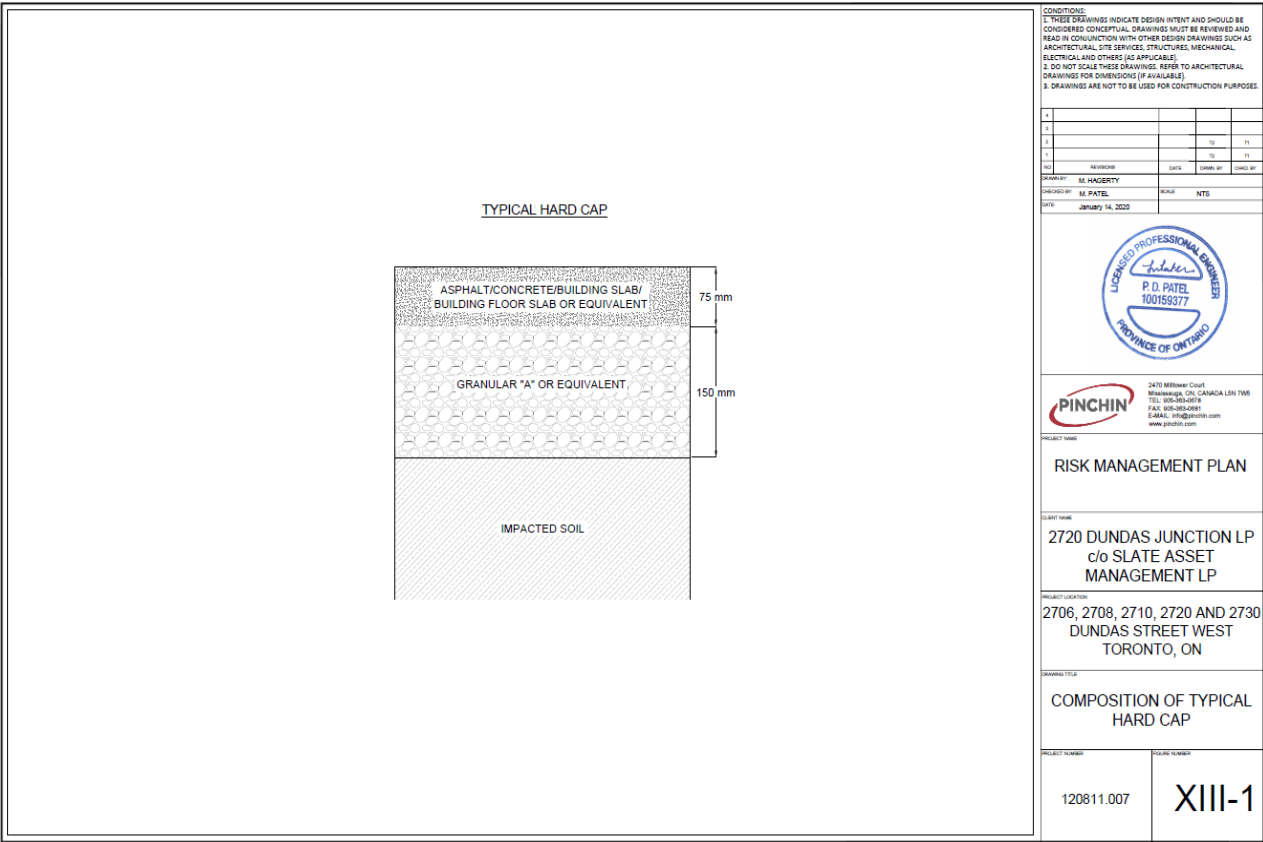 TYPICAL HARD CAP
ASPHALT/CONCRETE/BUILDING SLAB/
BUILDING FLOOR SLAB OR EQUIVALENT
75 mm
GRANULAR "A" OR EQUIVALENT
150 mm
IMPACTED SOIL
CONDITIONS:
1. THESE DRAWINGS INDICATE DESIGN INTENT AND SHOULD BE
CONSIDERED CONCEPTUAL. DRAWINGS MUST BE REVIEWED AND
READ IN CONJUNCTION WITH OTHER DESIGN DRAWINGS SUCH AS
ARCHITECTURAL, SITE SERVICES, STRUCTURES, MECHANICAL,
ELECTRICAL AND OTHERS (AS APPLICABLE).
2. DO NOT SCALE THESE DRAWINGS. REFER TO ARCHITECTURAL
DRAWINGS FOR DIMENSIONS (IF AVAILABLE).
3. DRAWINGS ARE NOT TO BE USED FOR CONSTRUCTION PURPOSES.
4
3
2 T2 T1
1 T2 T1
NO. REVISIONS DATE DRWN. BY CHKD. BY
DRAWN BY M. HAGERTY
CHECKED BY M. PATEL SCALE NTS
DATE January 14, 2020
LICENSED PROFESSIONAL ENGINEER
P. D. PATEL
100159377
PROVINCE OF ONTARIO
PINCHIN
2470 Milltower Court
Mississauga, ON, CANADA L5N 7W5
TEL: 905-363-0678
FAX: 905-363-0681
E-MAIL: info@pinchin.com
www.pinchin.com
PROJECT NAME
RISK MANAGEMENT PLAN
CLIENT NAME
2720 DUNDAS JUNCTION LP
c/o SLATE ASSET
MANAGEMENT LP
PROJECT LOCATION
2706, 2708, 2710, 2720 AND 2730
DUNDAS STREET WEST
TORONTO, ON
DRAWING TITLE
COMPOSITION OF TYPICAL
HARD CAP
PROJECT NUMBER
120811.007
FIGURE NUMBER
XIII-1